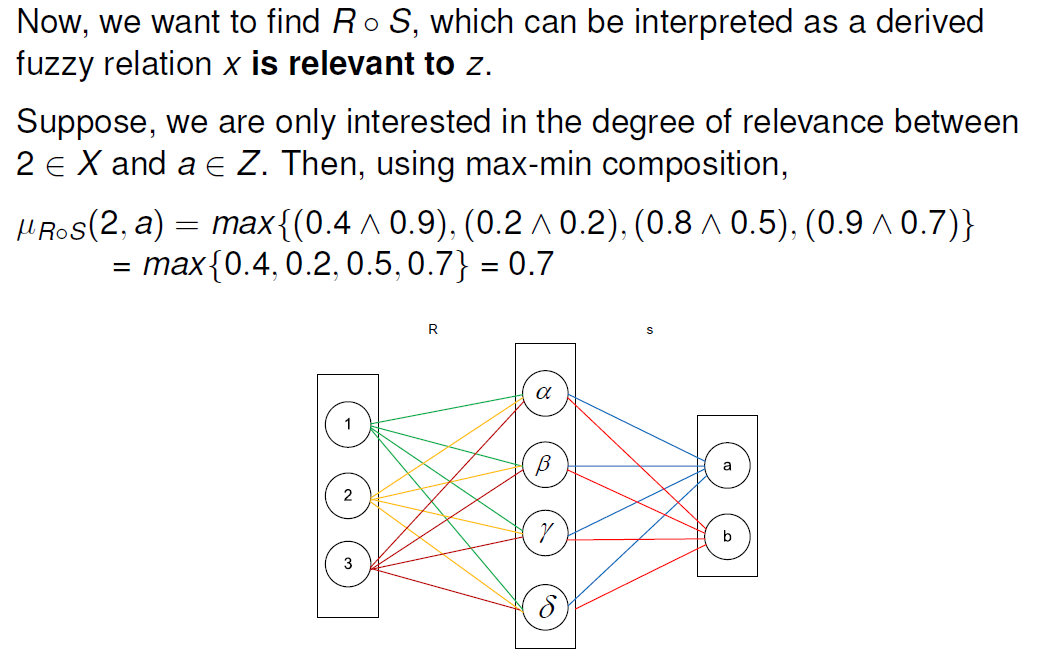 Now, we want to find R ∘ S, which can be interpreted as a derived
fuzzy relation x is relevant to z.
Suppose, we are only interested in the degree of relevance between
2 ∈ X and a ∈ Z. Then, using max-min composition,
μ_{R∘S}(2, a) = max{(0.4 ∧ 0.9), (0.2 ∧ 0.2), (0.8 ∧ 0.5), (0.9 ∧ 0.7)}
= max{0.4, 0.2, 0.5, 0.7} = 0.7
R
s
1
2
3
α
β
γ
δ
a
b